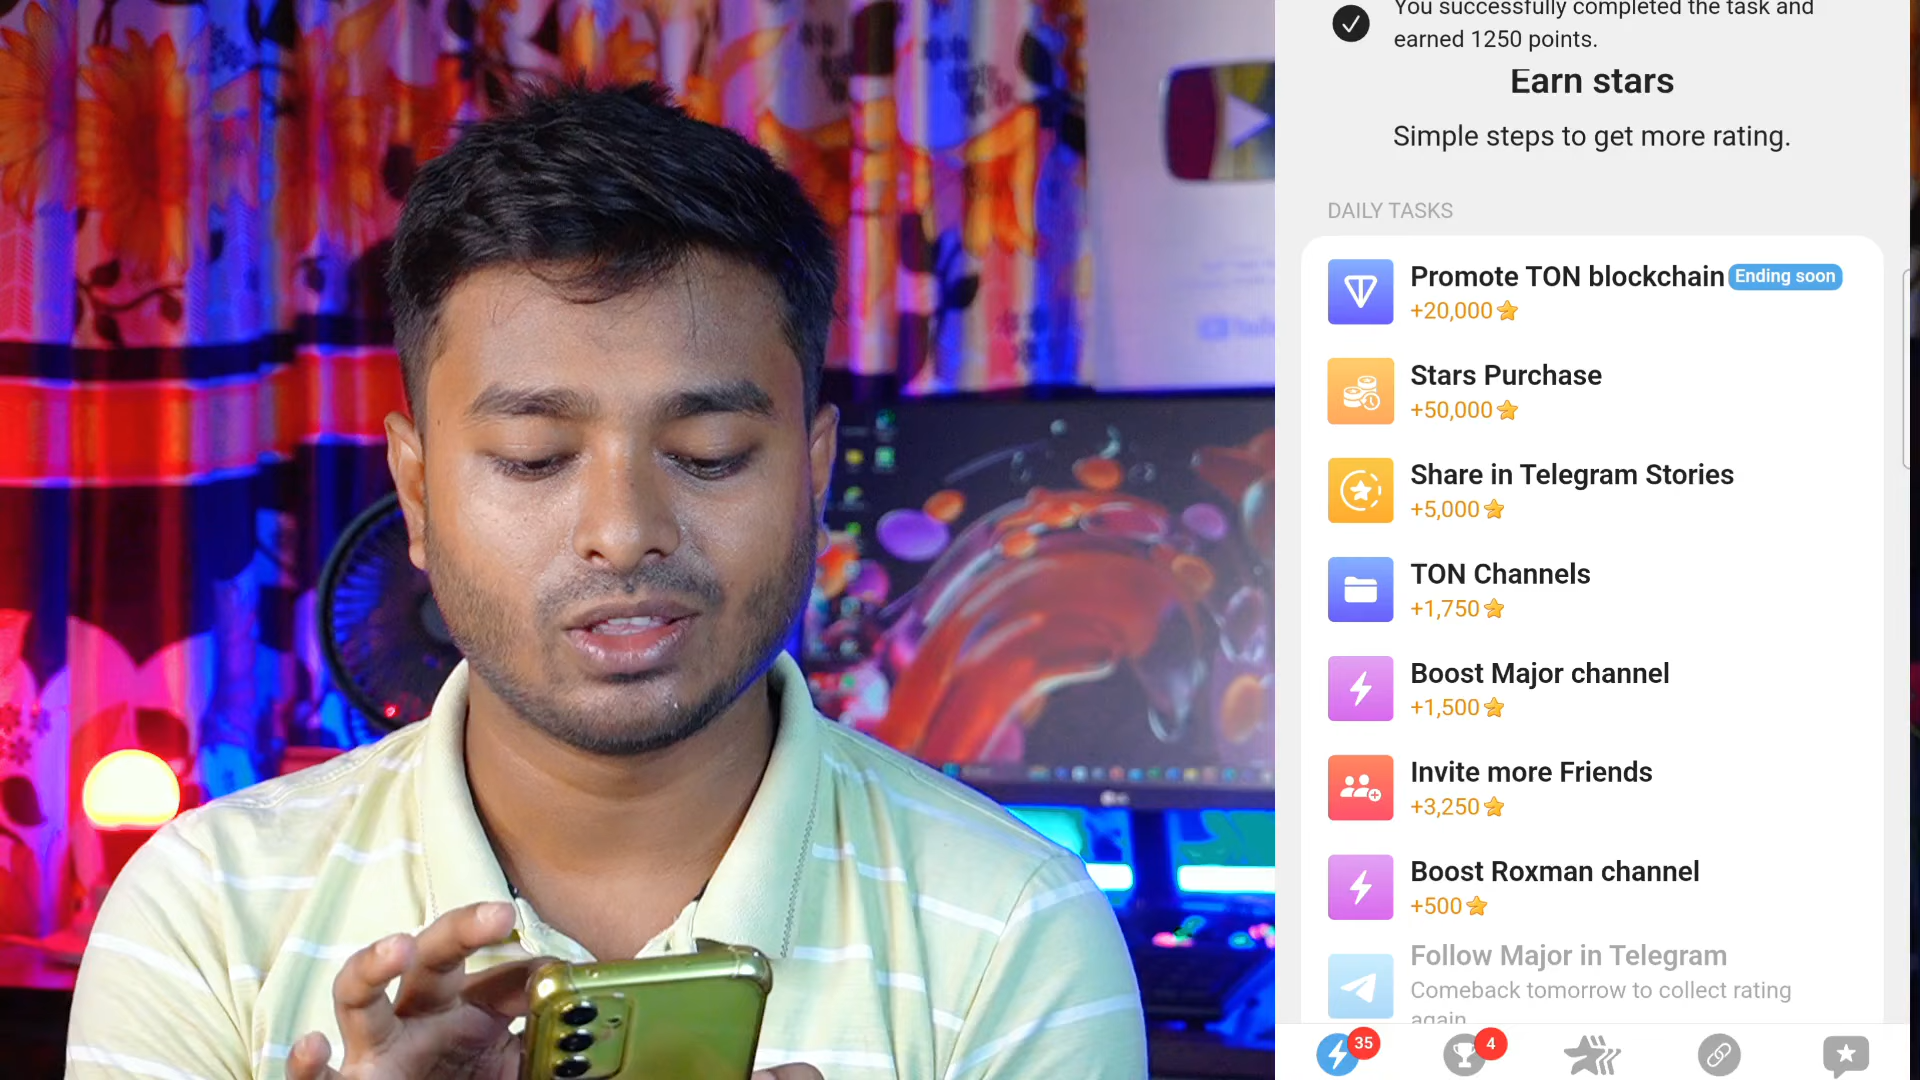 You successfully completed the task and
earned 1250 points.
Earn stars
Simple steps to get more rating.
DAILY TASKS
Promote TON blockchain Ending soon
+20,000
Stars Purchase
+50,000
Share in Telegram Stories
+5,000
TON Channels
+1,750
Boost Major channel
+1,500
Invite more Friends
+3,250
Boost Roxman channel
+500
Follow Major in Telegram
Comeback tomorrow to collect rating
again
35
4